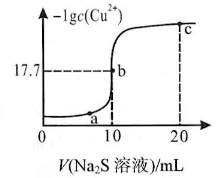 -lgc(Cu²⁺)
c
17.7
b
a
0 10 20
V(Na₂S 溶液)/mL